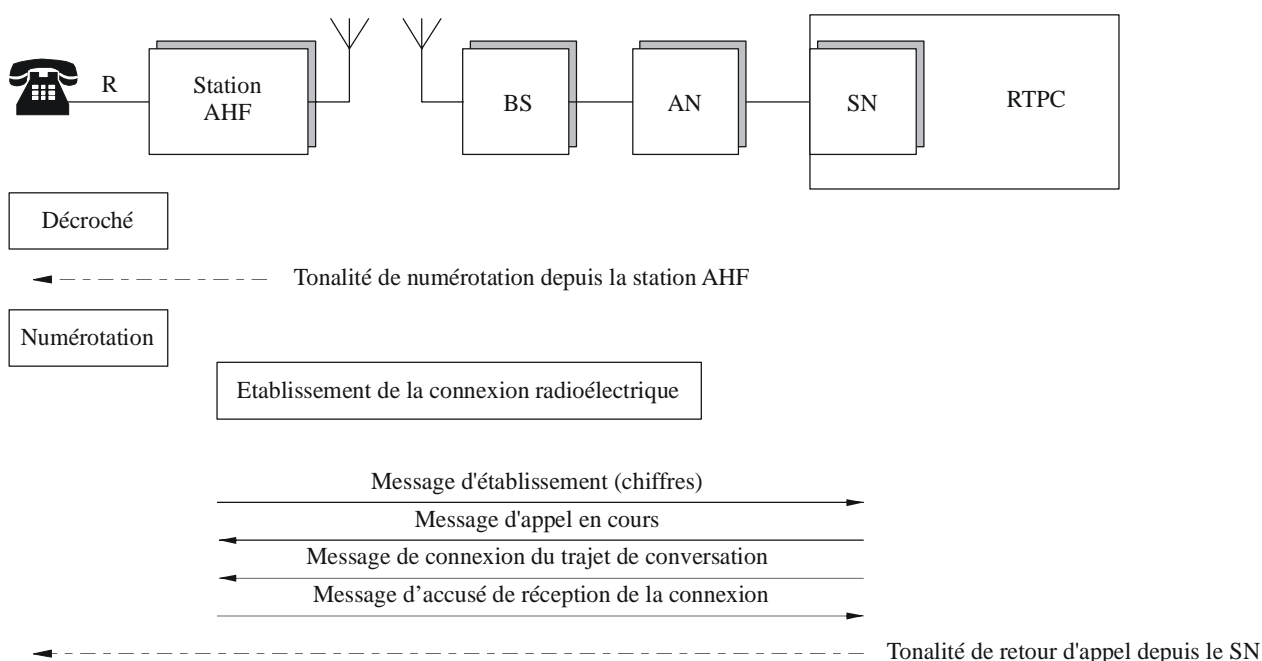 R
Station
AHF
BS
AN
SN
RTPC
Décroché
Tonalité de numérotation depuis la station AHF
Numérotation
Etablissement de la connexion radioélectrique
Message d'établissement (chiffres)
Message d'appel en cours
Message de connexion du trajet de conversation
Message d’accusé de réception de la connexion
Tonalité de retour d'appel depuis le SN